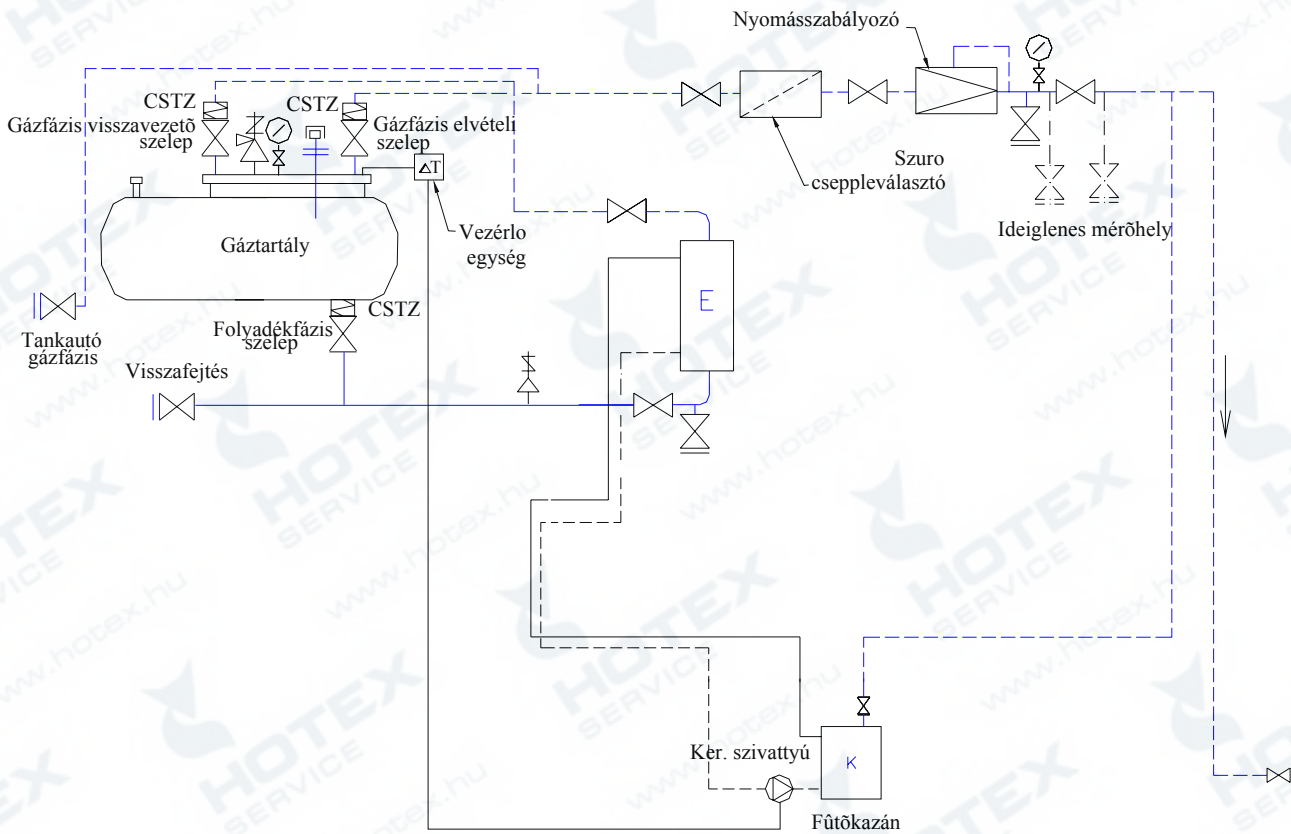 Nyomásszabályozó
CSTZ
Gázfázis visszavezetõ
szelep
CSTZ
Gázfázis elvételi
szelep
ΔT
Szuro
cseppleválasztó
Ideiglenes mérõhely
Vezérlo
egység
Gáztartály
E
CSTZ
Folyadékfázis
szelep
Tankautó
gázfázis
Visszafejtés
Ker. szivattyú
K
Fûtõkazán
HOTEX
SERVICE
www.hotex.hu